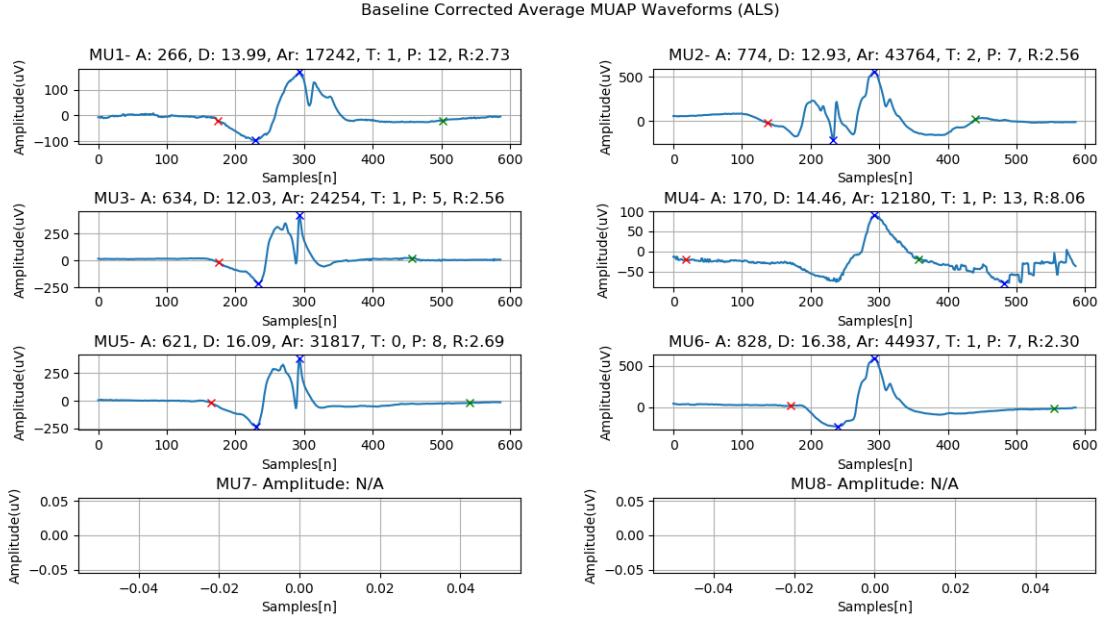 Baseline Corrected Average MUAP Waveforms (ALS)
MU1- A: 266, D: 13.99, Ar: 17242, T: 1, P: 12, R:2.73
Amplitude(uV)
100
0
−100
0 100 200 300 400 500 600
Samples[n]
MU2- A: 774, D: 12.93, Ar: 43764, T: 2, P: 7, R:2.56
Amplitude(uV)
500
0
0 100 200 300 400 500 600
Samples[n]
MU3- A: 634, D: 12.03, Ar: 24254, T: 1, P: 5, R:2.56
Amplitude(uV)
250
0
−250
0 100 200 300 400 500 600
Samples[n]
MU4- A: 170, D: 14.46, Ar: 12180, T: 1, P: 13, R:8.06
Amplitude(uV)
100
50
0
−50
0 100 200 300 400 500 600
Samples[n]
MU5- A: 621, D: 16.09, Ar: 31817, T: 0, P: 8, R:2.69
Amplitude(uV)
250
0
−250
0 100 200 300 400 500 600
Samples[n]
MU6- A: 828, D: 16.38, Ar: 44937, T: 1, P: 7, R:2.30
Amplitude(uV)
500
0
0 100 200 300 400 500 600
Samples[n]
MU7- Amplitude: N/A
Amplitude(uV)
0.05
0.00
−0.05
−0.04 −0.02 0.00 0.02 0.04
Samples[n]
MU8- Amplitude: N/A
Amplitude(uV)
0.05
0.00
−0.05
−0.04 −0.02 0.00 0.02 0.04
Samples[n]